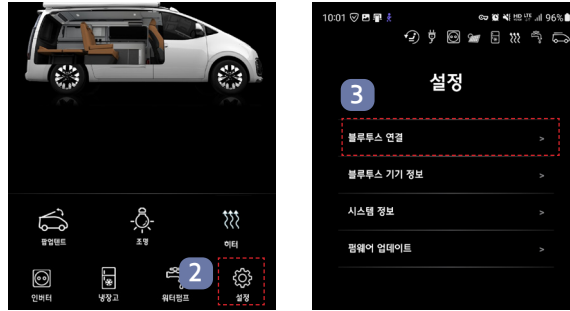 팝업텐트 조명 히터
2
인버터 냉장고 워터펌프 설정
10:01 96%
3
설정
블루투스 연결 >
블루투스 기기 정보 >
시스템 정보 >
펌웨어 업데이트 >